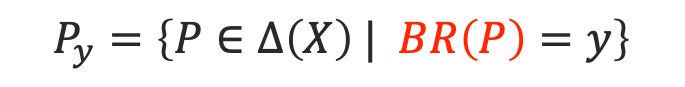 P_y = {P ∈ Δ(X) | BR(P) = y}